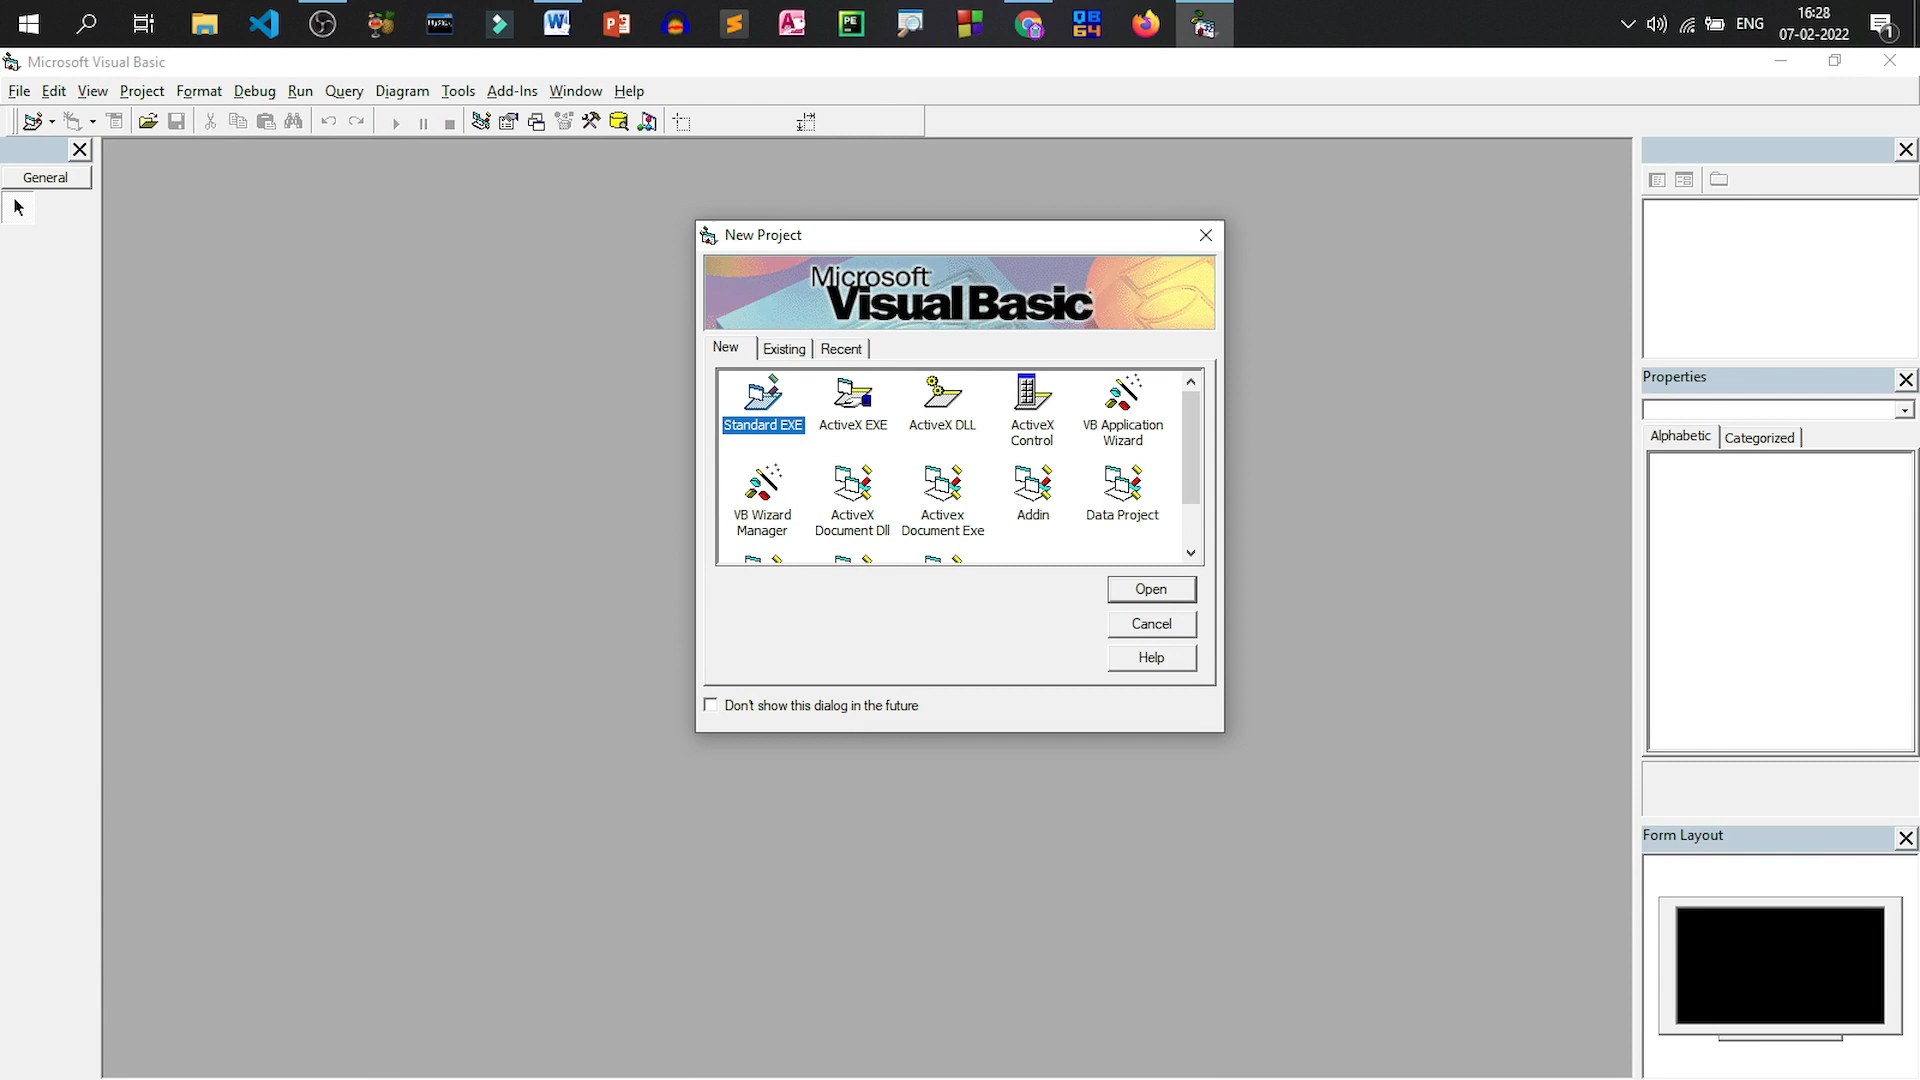 ENG
16:28
07-02-2022
1
Microsoft Visual Basic
File Edit View Project Format Debug Run Query Diagram Tools Add-Ins Window Help
General
New Project
Microsoft
Visual Basic
New Existing Recent
Standard EXE ActiveX EXE ActiveX DLL ActiveX Control VB Application Wizard
VB Wizard Manager ActiveX Document Dll Activex Document Exe Addin Data Project
Open
Cancel
Help
Don't show this dialog in the future
Properties
Alphabetic Categorized
Form Layout